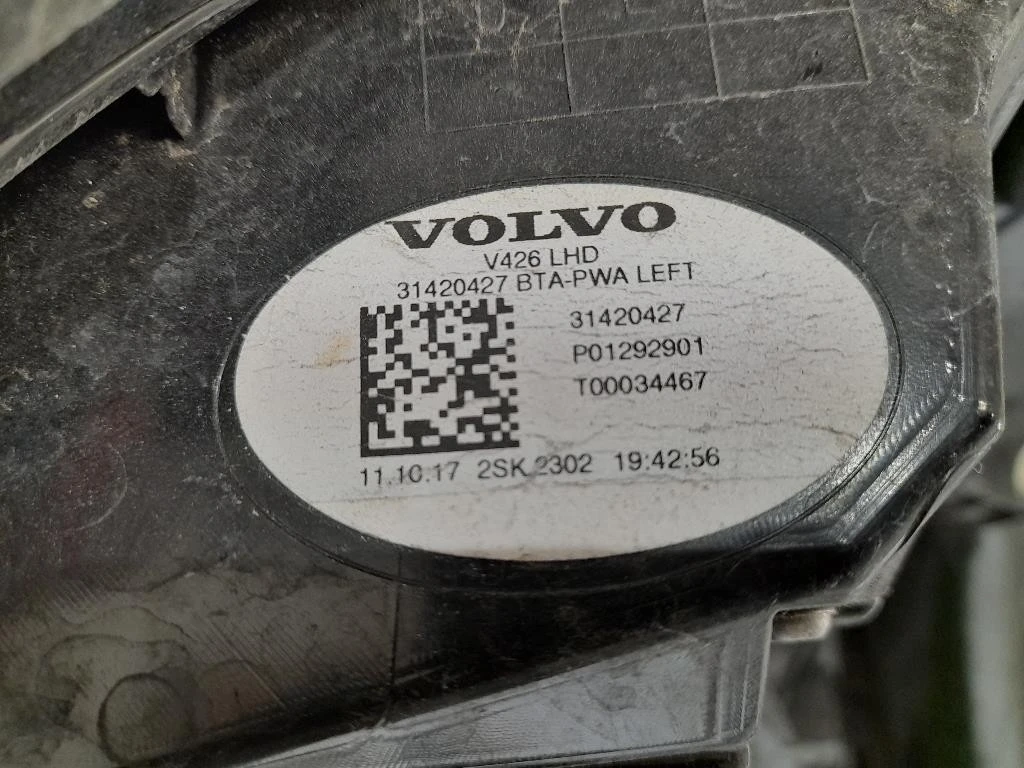 VOLVO
V426 LHD
31420427 BTA-PWA LEFT
31420427
P01292901
T00034467
11.10.17 2SK 2302 19:42:56